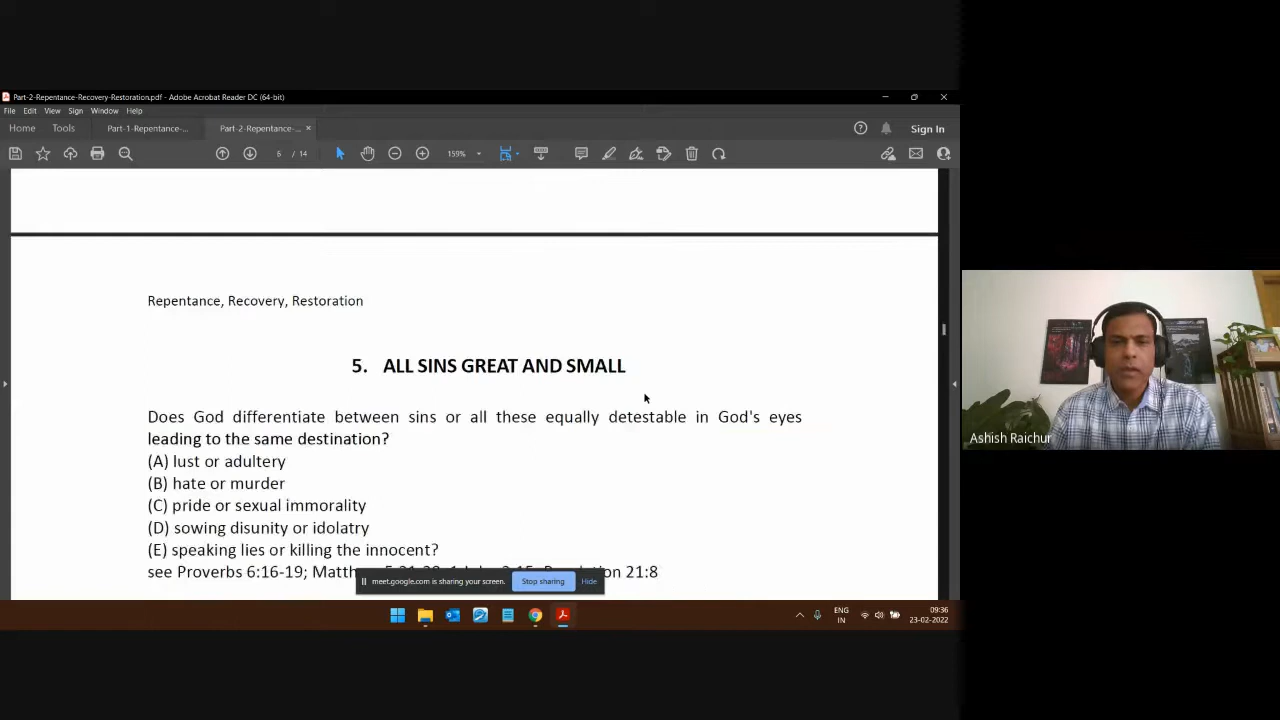 Part-2-Repentance-Recovery-Restoration.pdf - Adobe Acrobat Reader DC (64-bit)
File Edit View Sign Window Help
Home Tools Part-1-Repentance-... Part-2-Repentance-... × Sign In
6 / 14 159%
Repentance, Recovery, Restoration
5. ALL SINS GREAT AND SMALL
Does God differentiate between sins or all these equally detestable in God's eyes
leading to the same destination?
(A) lust or adultery
(B) hate or murder
(C) pride or sexual immorality
(D) sowing disunity or idolatry
(E) speaking lies or killing the innocent?
see Proverbs 6:16-19; 21:8
meet.google.com is sharing your screen. Stop sharing Hide
Ashish Raichur
ENG
IN
09:36
23-02-2022